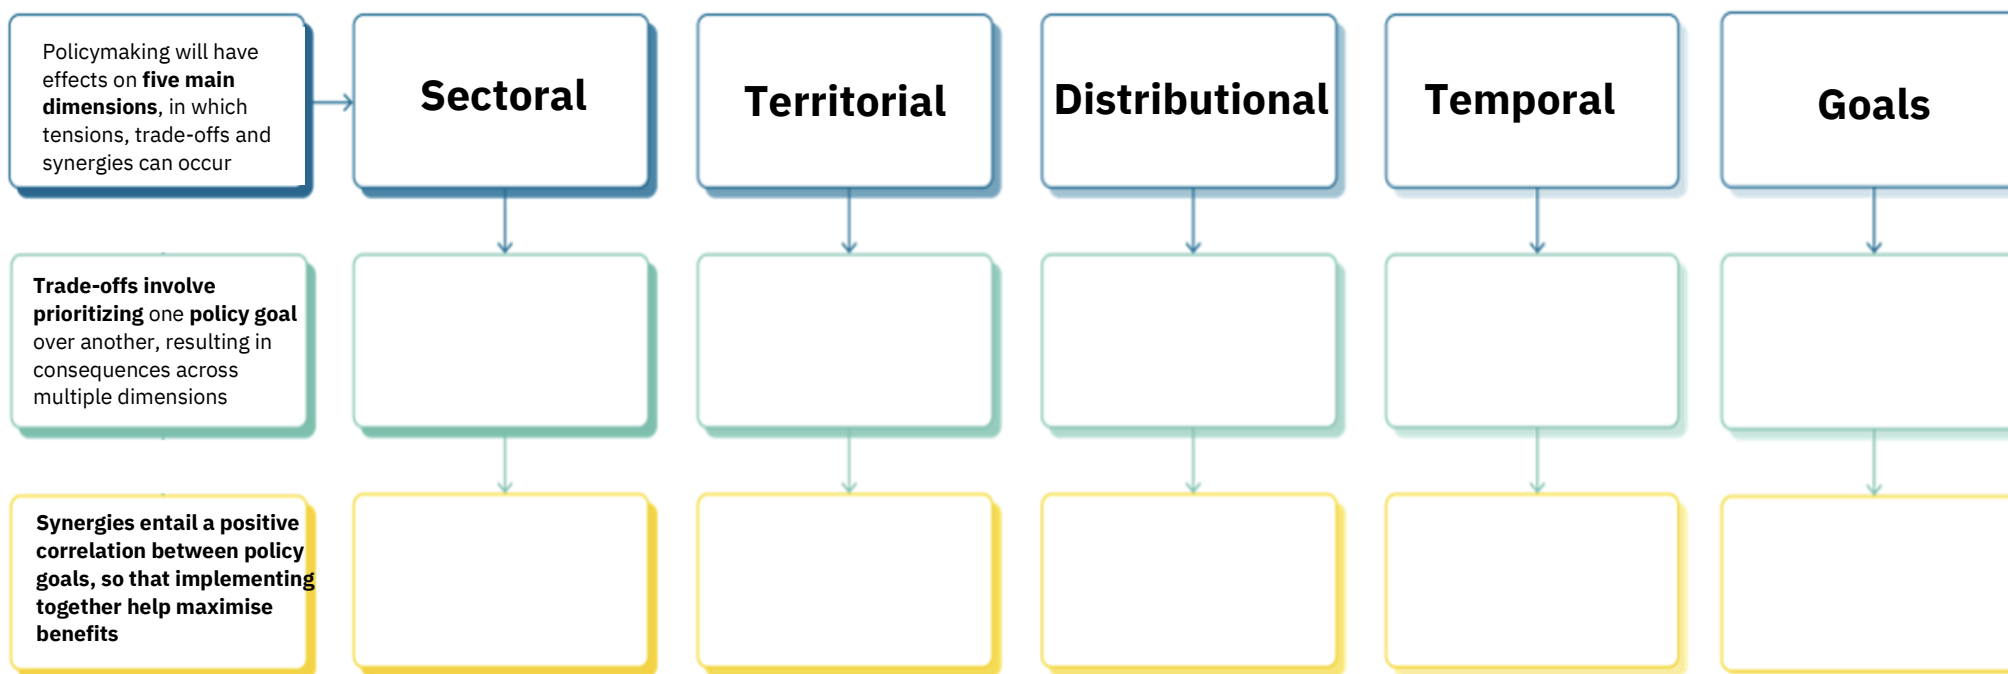 Policymaking will have
effects on five main
dimensions, in which
tensions, trade-offs and
synergies can occur
Sectoral
Territorial
Distributional
Temporal
Goals
Trade-offs involve
prioritizing one policy goal
over another, resulting in
consequences across
multiple dimensions
Synergies entail a positive
correlation between policy
goals, so that implementing
together help maximise
benefits